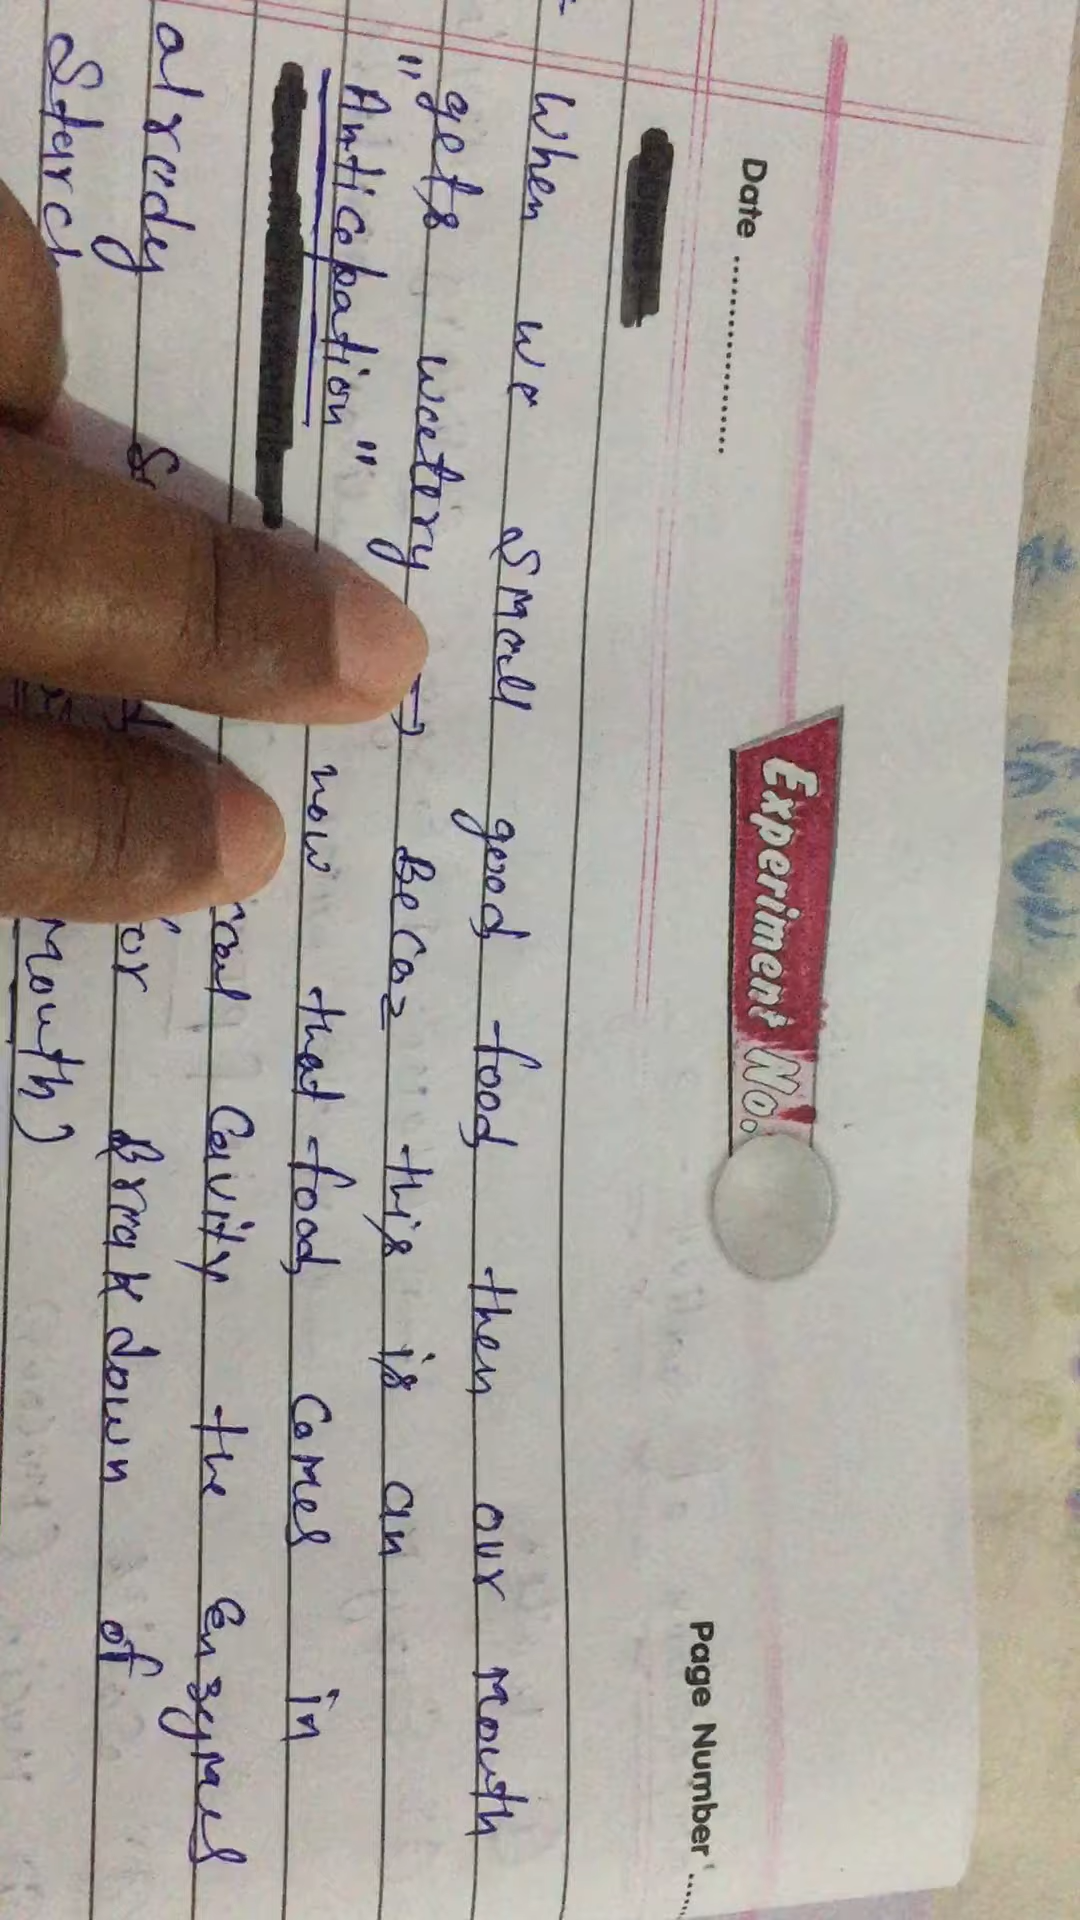 Experiment No.
Date ............... Page Number .....
When we Smell good food then our mouth
gets watery → Becoz this is an
"Anticepation" now that food comes in
cavity the Enzymes
alredy for Breakdown of
Starch mouth)